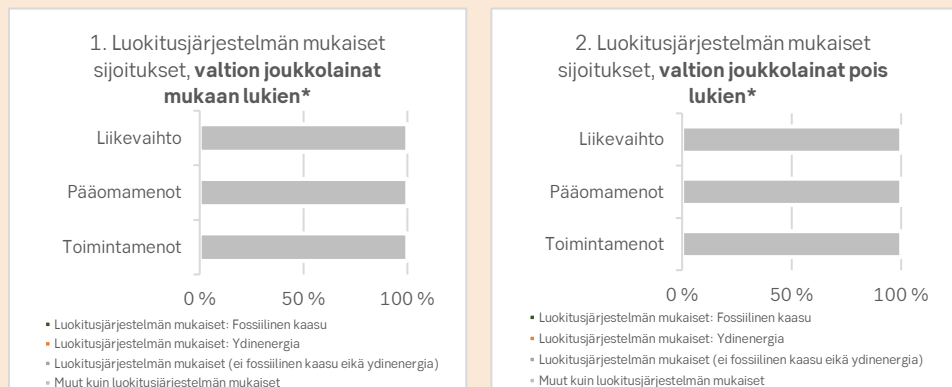 1. Luokitusjärjestelmän mukaiset
sijoitukset, valtion joukkolainat
mukaan lukien*
Liikevaihto
Pääomamenot
Toimintamenot
0 %
50 %
100 %
Luokitusjärjestelmän mukaiset: Fossiilinen kaasu
Luokitusjärjestelmän mukaiset: Ydinenergia
Luokitusjärjestelmän mukaiset (ei fossiilinen kaasu eikä ydinenergia)
Muut kuin luokitusjärjestelmän mukaiset
2. Luokitusjärjestelmän mukaiset
sijoitukset, valtion joukkolainat pois
lukien*
Liikevaihto
Pääomamenot
Toimintamenot
0 %
50 %
100 %
Luokitusjärjestelmän mukaiset: Fossiilinen kaasu
Luokitusjärjestelmän mukaiset: Ydinenergia
Luokitusjärjestelmän mukaiset (ei fossiilinen kaasu eikä ydinenergia)
Muut kuin luokitusjärjestelmän mukaiset